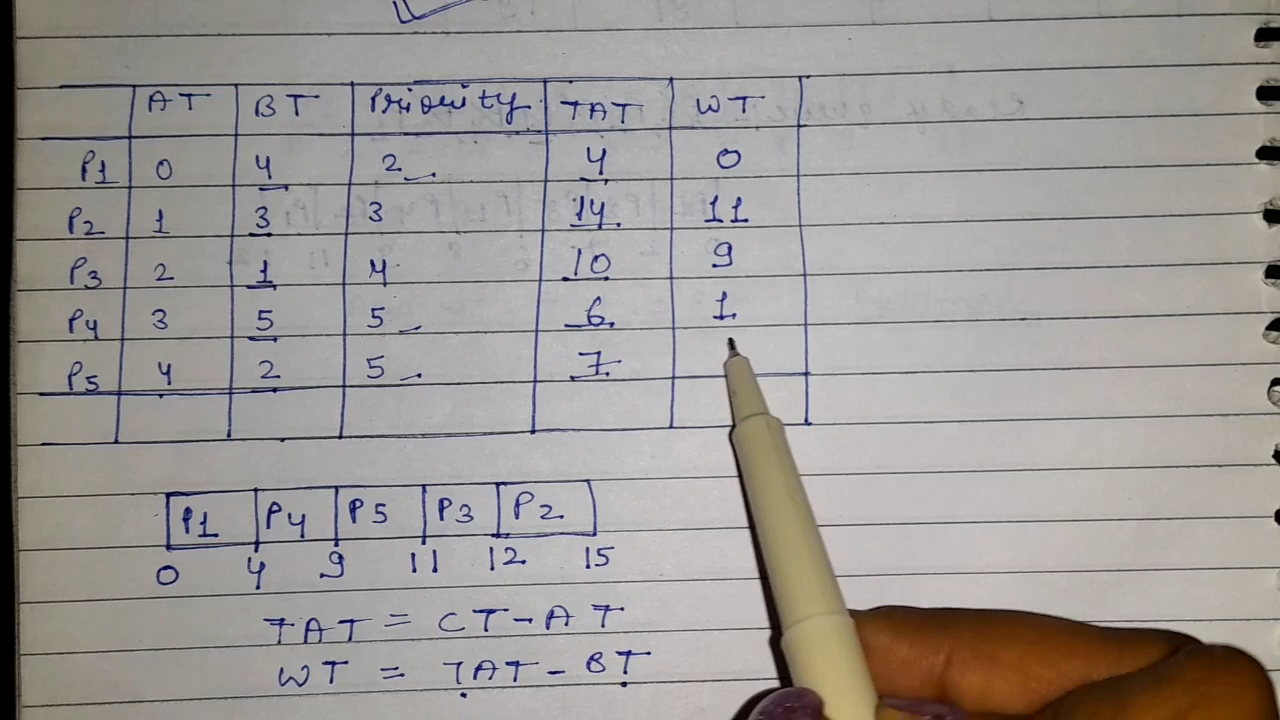 AT BT Priority TAT WT
P1 0 4 2 4 0
P2 1 3 3 14 11
P3 2 1 4 10 9
P4 3 5 5 6 1
P5 4 2 5 7
P1 P4 P5 P3 P2
0 4 9 11 12 15
TAT = CT - AT
WT = TAT - BT